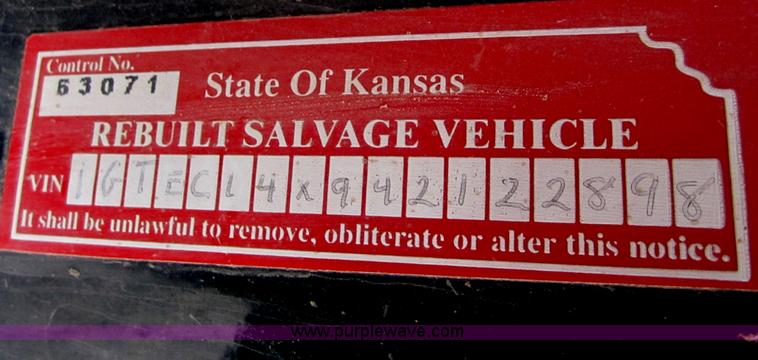 Control No.
63071
State Of Kansas
REBUILT SALVAGE VEHICLE
VIN 1GTEC14X942122898
It shall be unlawful to remove, obliterate or alter this notice.
www.purplewave.com